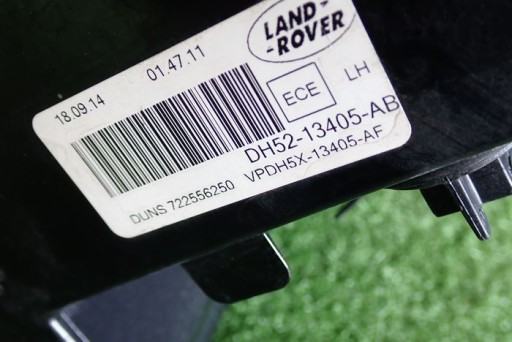 LAND-
-ROVER
18.09.14
01.47.11
ECE
LH
DH52-13405-AB
VPDH5X-13405-AF
DUNS 722556250